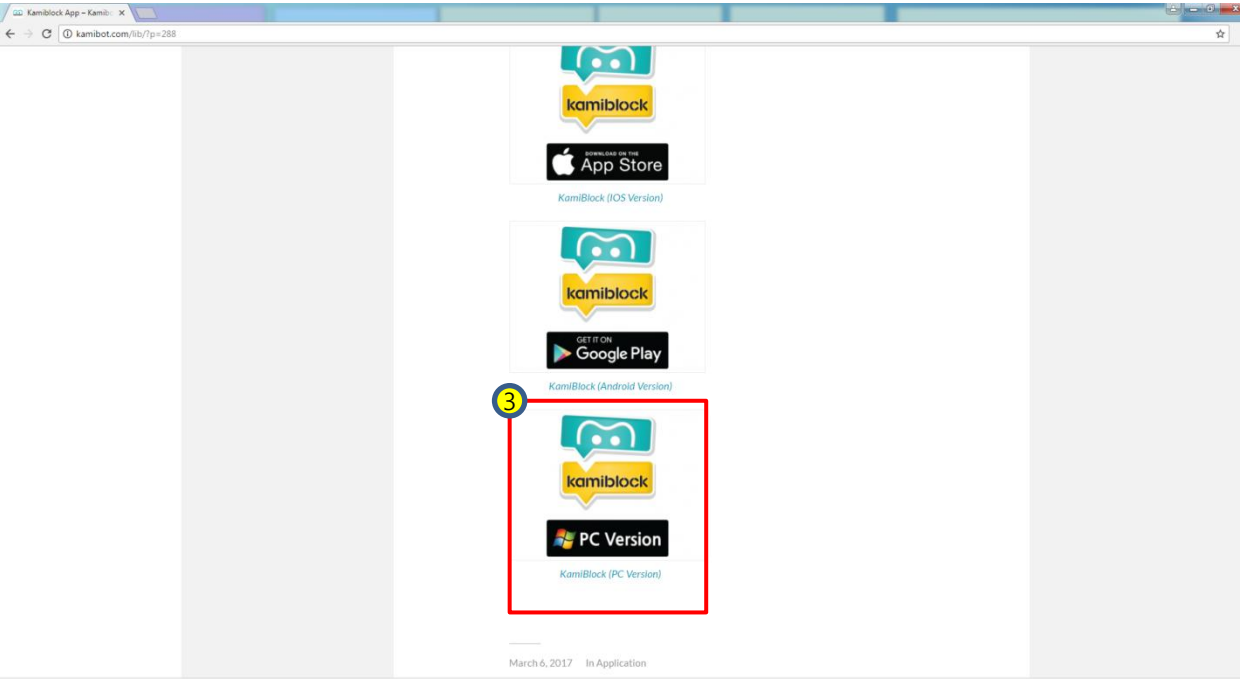 Kamiblock App – Kamib
kamibot.com/lib/?p=288
kamiblock
DOWNLOAD ON THE
App Store
KamiBlock (IOS Version)
kamiblock
GET IT ON
Google Play
KamiBlock (Android Version)
3
kamiblock
PC Version
KamiBlock (PC Version)
March 6, 2017 In Application